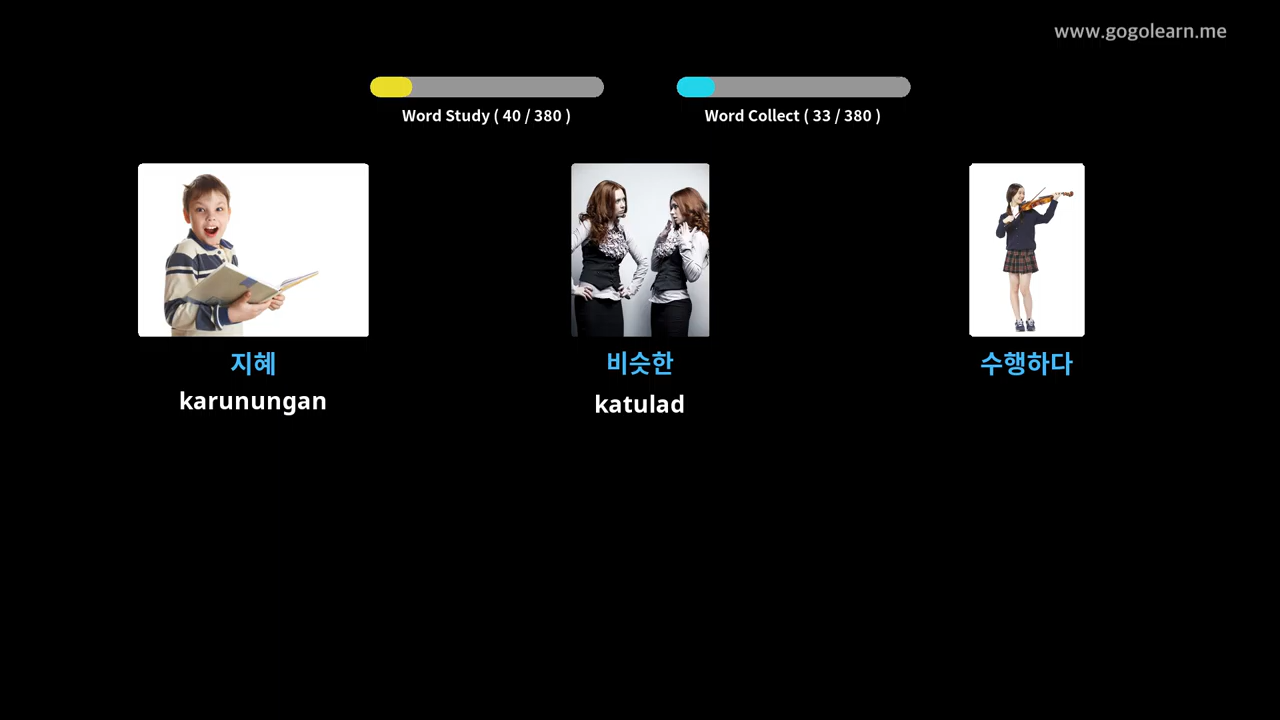 www.gogolearn.me
Word Study ( 40 / 380 )
Word Collect ( 33 / 380 )
지혜
비슷한
수행하다
karunungan
katulad